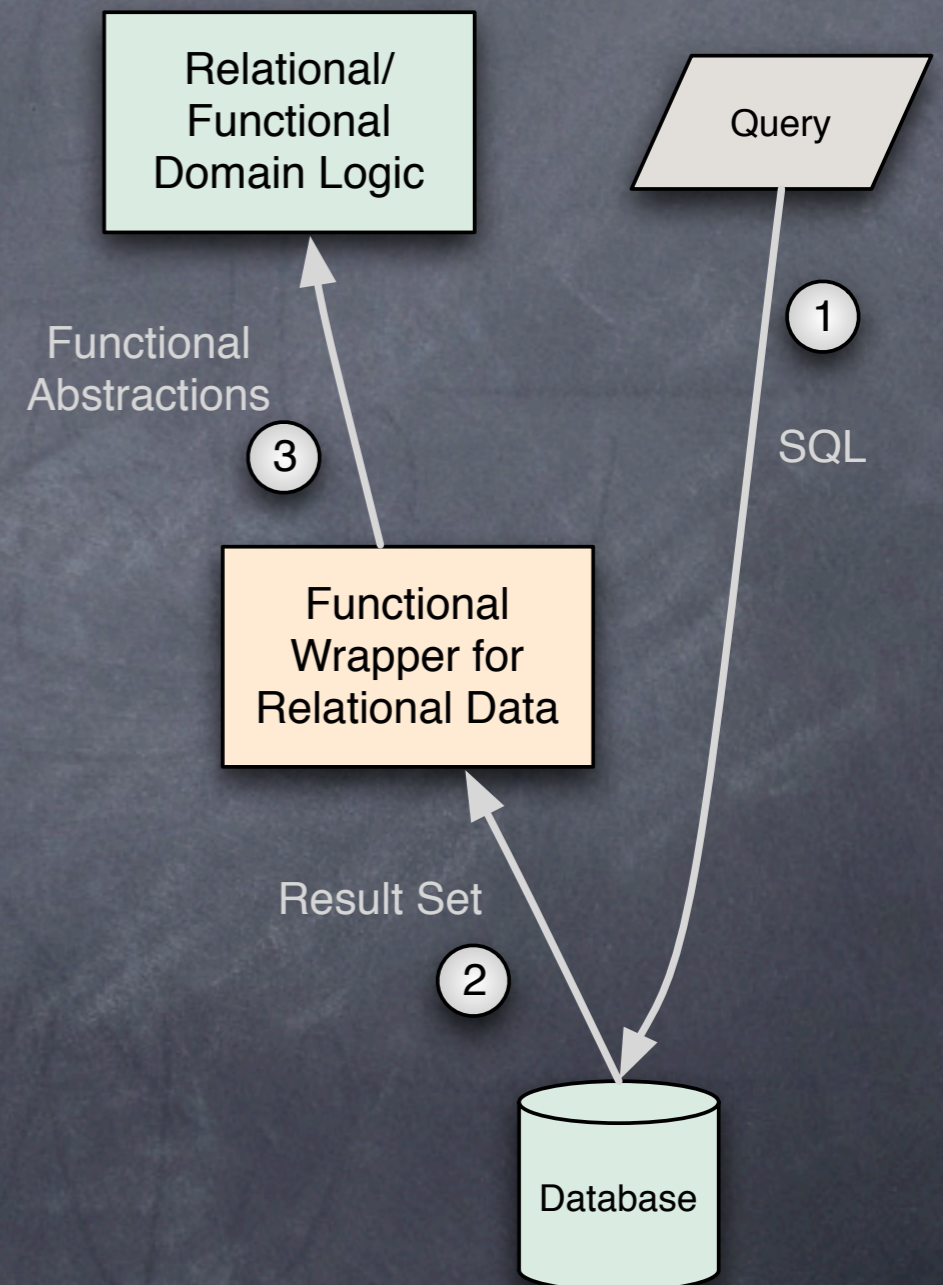 Relational/
Functional
Domain Logic
Query
1
SQL
Functional
Abstractions
3
Functional
Wrapper for
Relational Data
Result Set
2
Database